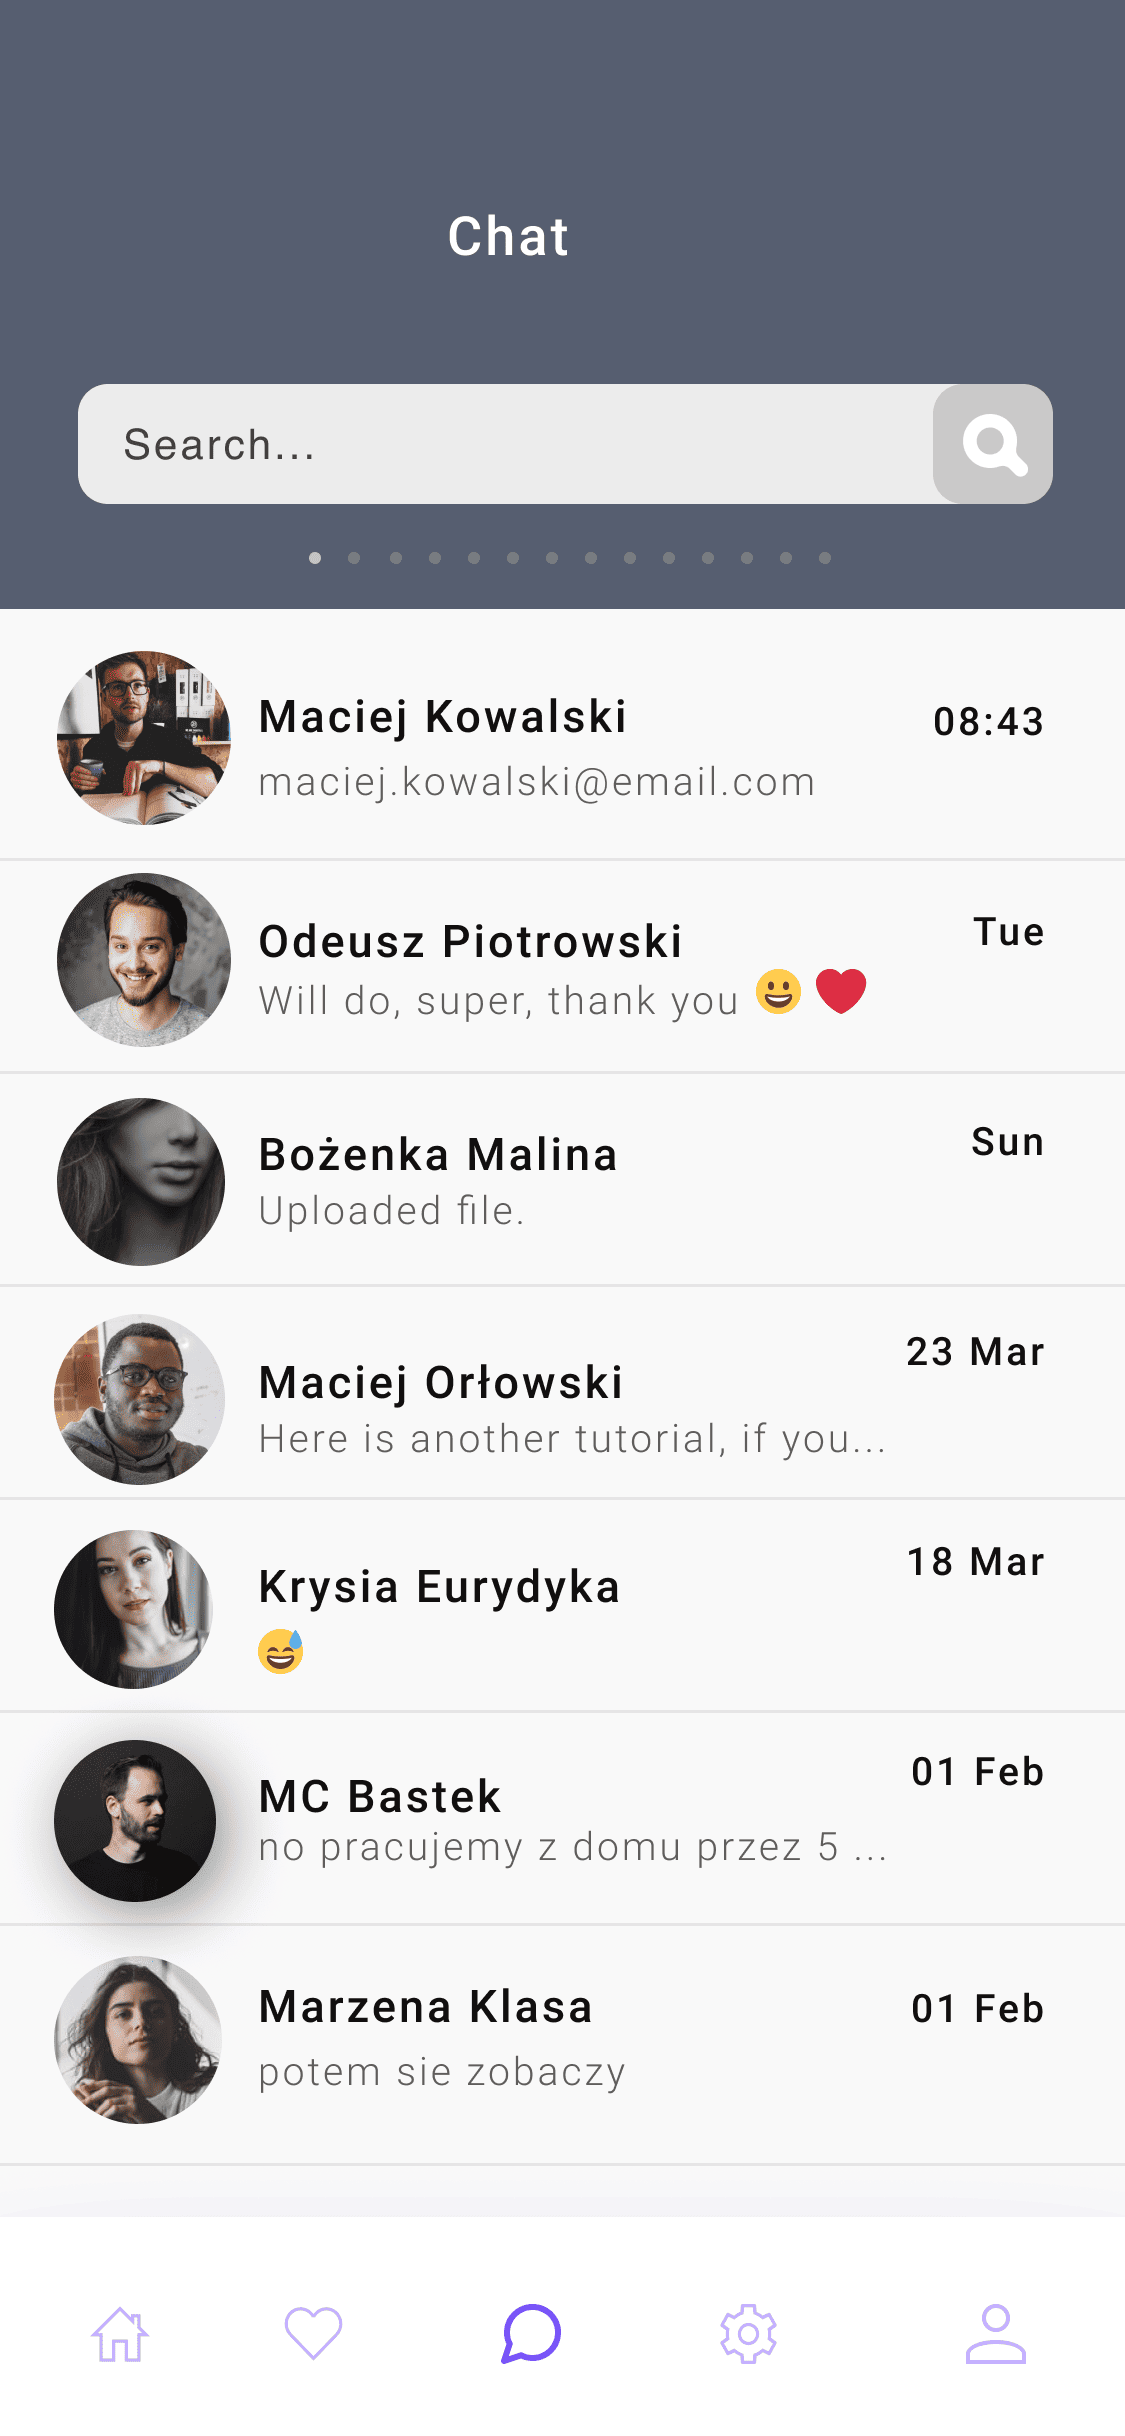 Chat
Search...
Maciej Kowalski
08:43
maciej.kowalski@email.com
Odeusz Piotrowski
Tue
Will do, super, thank you 😀 ❤️
Bożenka Malina
Sun
Uploaded file.
Maciej Orłowski
23 Mar
Here is another tutorial, if you...
Krysia Eurydyka
18 Mar
😅
MC Bastek
01 Feb
no pracujemy z domu przez 5 ...
Marzena Klasa
01 Feb
potem sie zobaczy